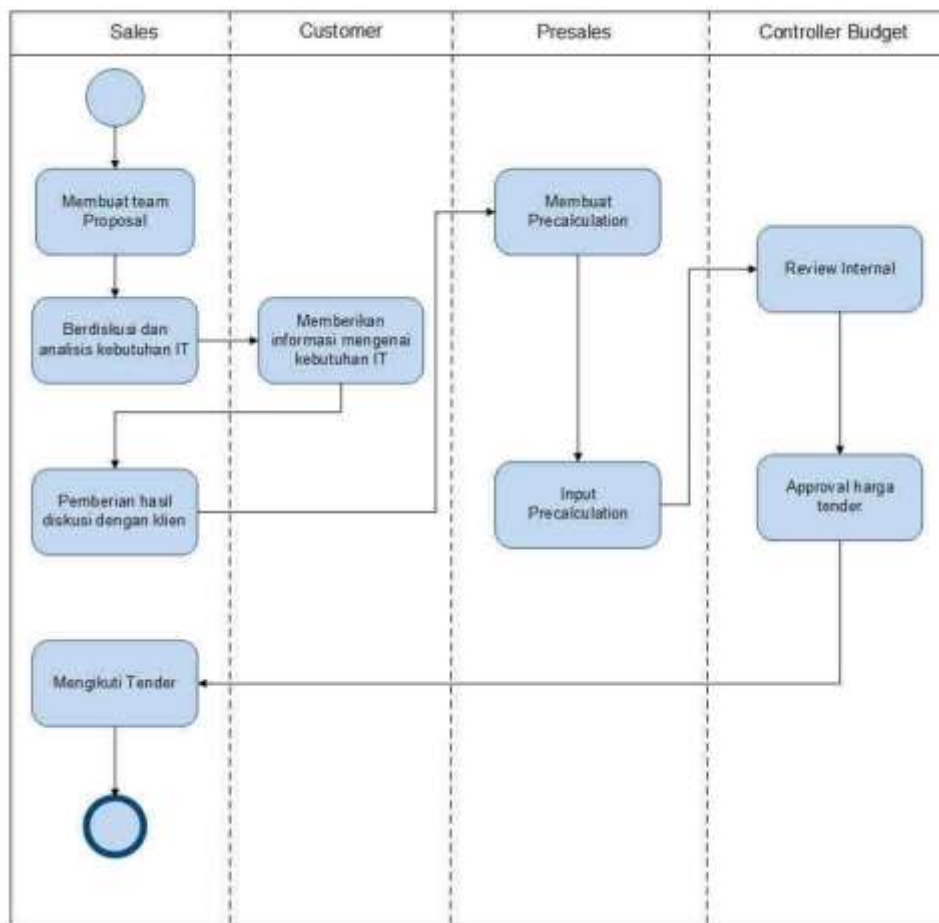 Sales
Customer
Presales
Controller Budget
Membuat team
Proposal
Membuat
Precalculation
Review Internal
Berdiskusi dan
analisis kebutuhan IT
Memberikan
informasi mengenai
kebutuhan IT
Pemberian hasil
diskusi dengan klien
Input
Precalculation
Approval harga
tender
Mengikuti Tender